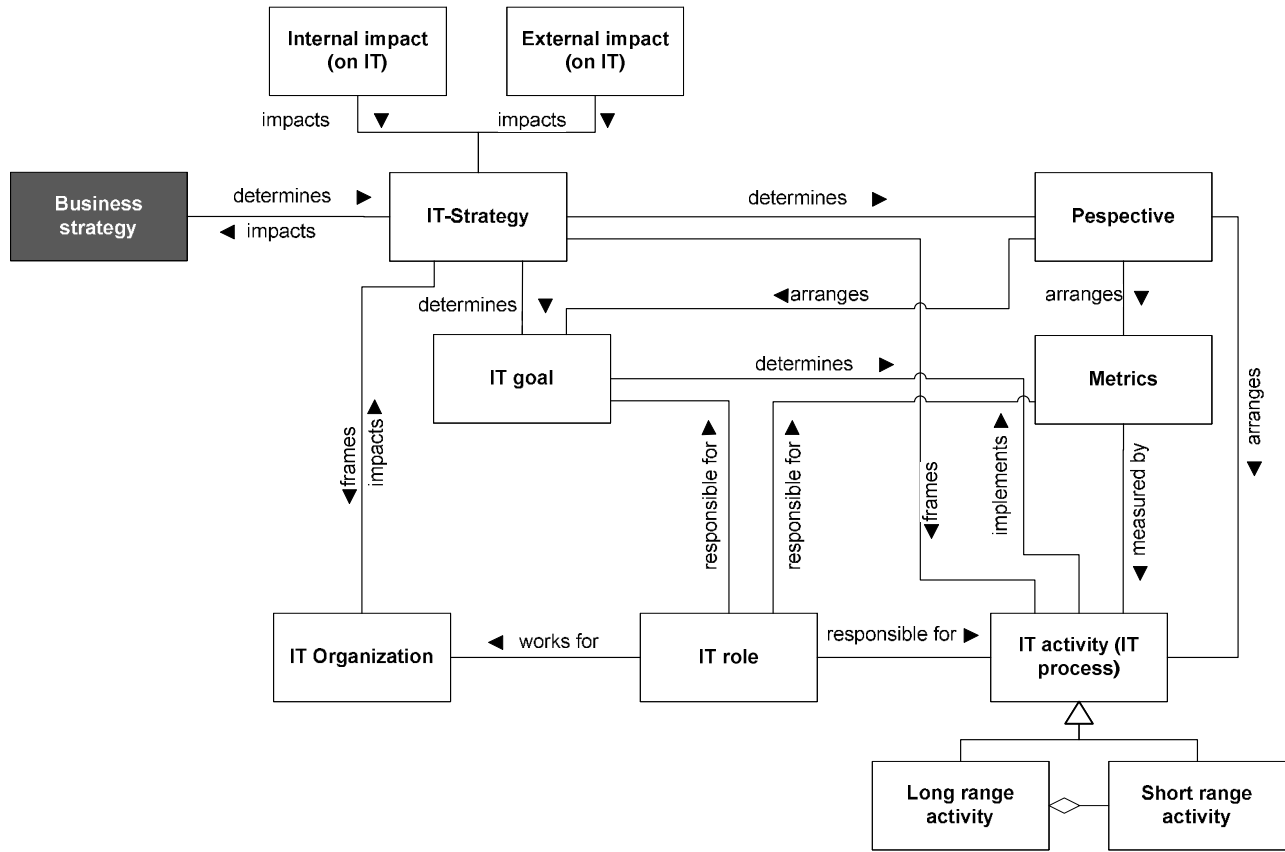 Internal impact
(on IT)
External impact
(on IT)
impacts
impacts
Business
strategy
determines
impacts
IT-Strategy
determines
Pespective
determines
arranges
arranges
IT goal
determines
Metrics
arranges
frames
impacts
responsible for
responsible for
frames
implements
measured by
IT Organization
works for
IT role
responsible for
IT activity (IT
process)
Long range
activity
Short range
activity